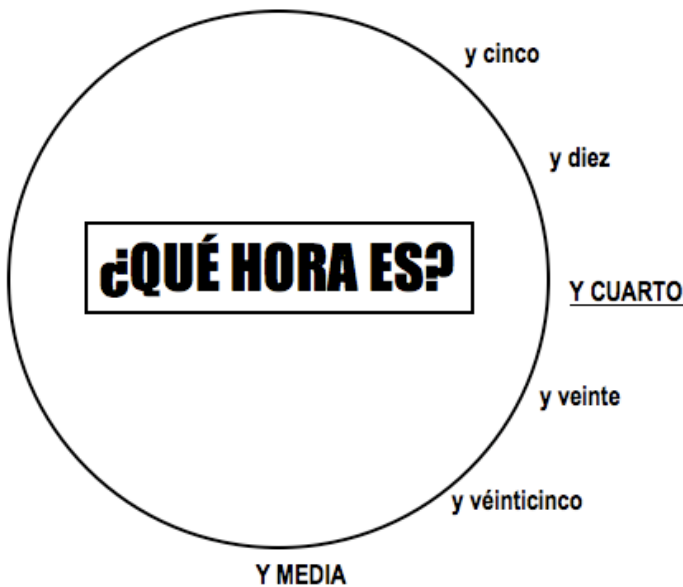 y cinco
y diez
¿QUÉ HORA ES?
Y CUARTO
y veinte
y véinticinco
Y MEDIA